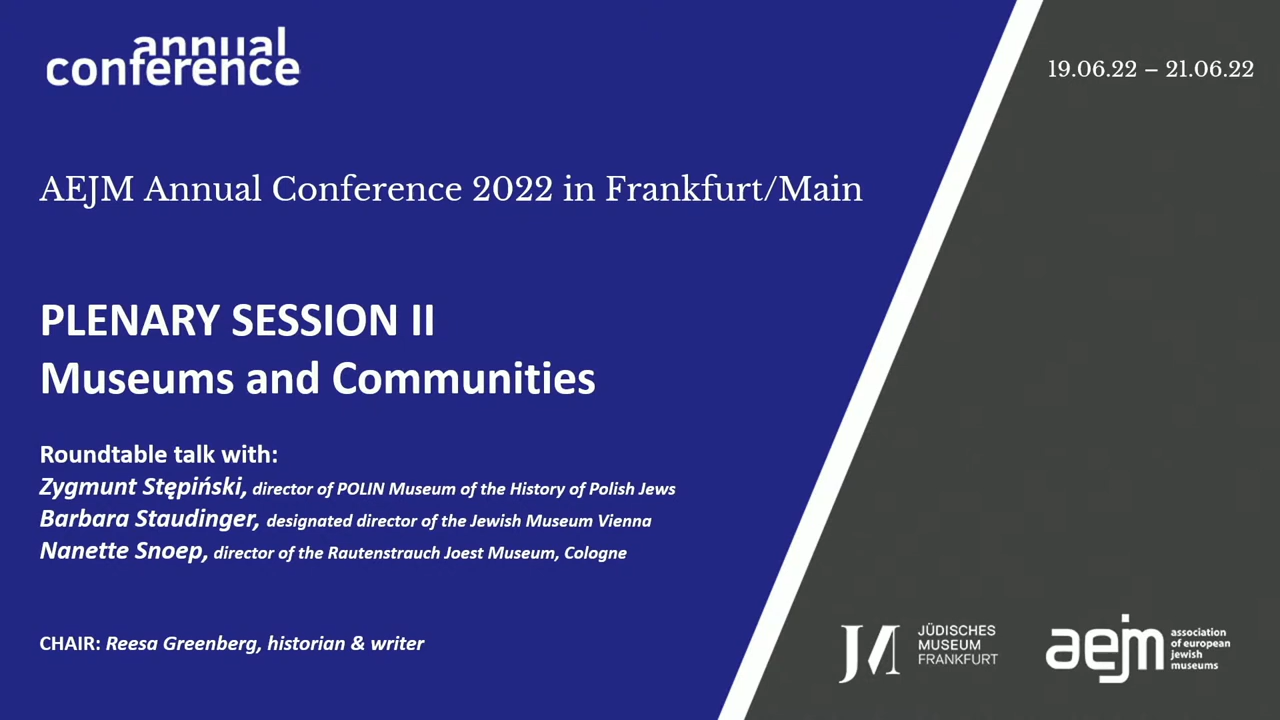 annual
conference
19.06.22 – 21.06.22
AEJM Annual Conference 2022 in Frankfurt/Main
PLENARY SESSION II
Museums and Communities
Roundtable talk with:
Zygmunt Stępiński, director of POLIN Museum of the History of Polish Jews
Barbara Staudinger, designated director of the Jewish Museum Vienna
Nanette Snoep, director of the Rautenstrauch Joest Museum, Cologne
CHAIR: Reesa Greenberg, historian & writer
JM
JÜDISCHES
MUSEUM
FRANKFURT
aejm
association
of european
jewish
museums